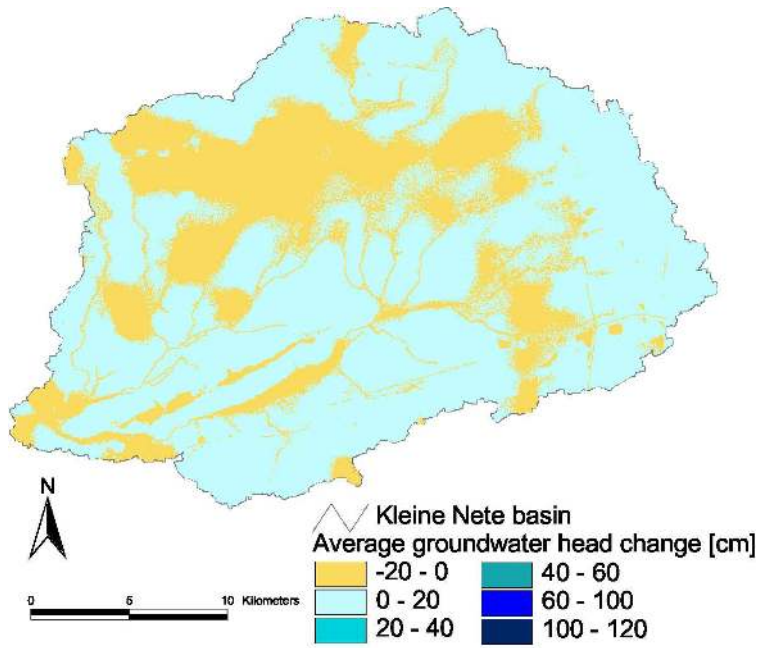 N
0 5 10 Kilometers
Kleine Nete basin
Average groundwater head change [cm]
-20 - 0 40 - 60
0 - 20 60 - 100
20 - 40 100 - 120